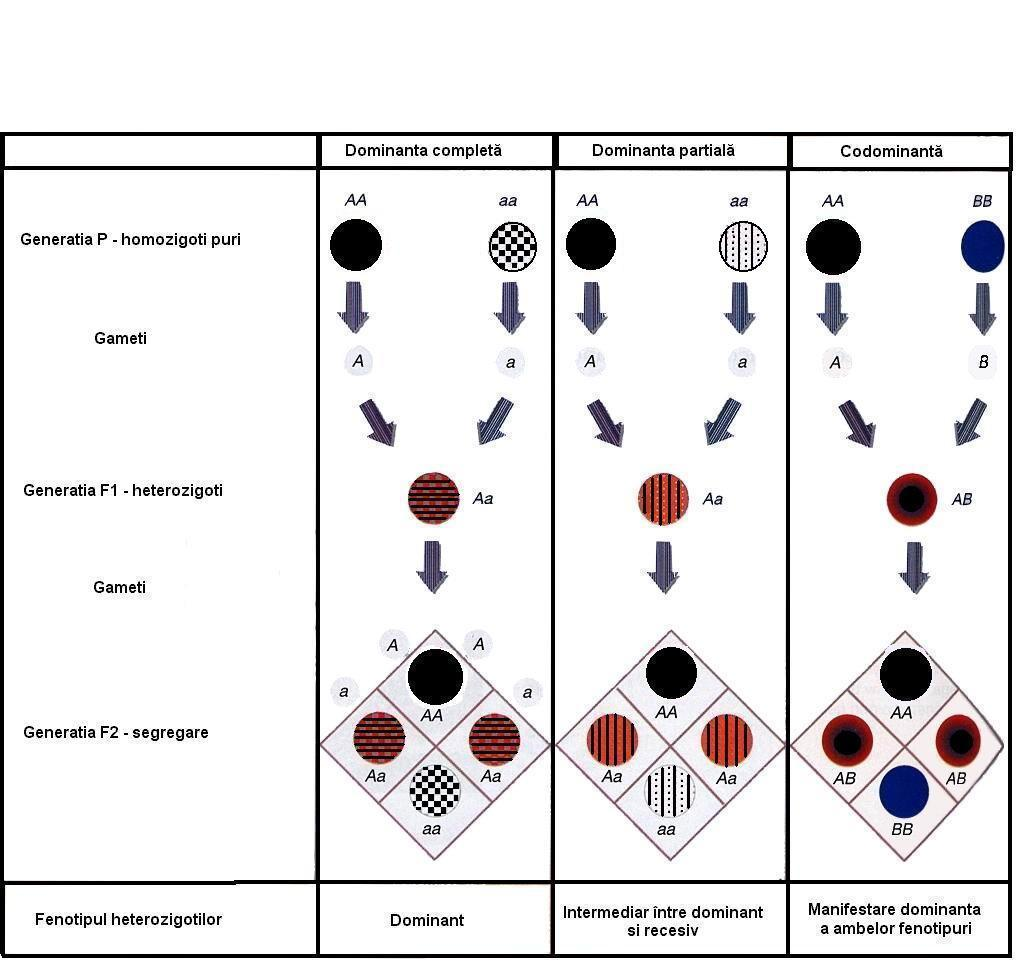 Dominanta completă
Dominanta partială
Codominantă
AA
aa
AA
aa
AA
BB
Generatia P - homozigoti puri
Gameti
A
a
A
a
A
B
Generatia F1 - heterozigoti
Aa
Aa
AB
Gameti
A
A
a
a
AA
AA
AA
Generatia F2 - segregare
Aa
Aa
Aa
Aa
AB
AB
aa
aa
BB
Fenotipul heterozigotilor
Dominant
Intermediar între dominant
si recesiv
Manifestare dominanta
a ambelor fenotipuri